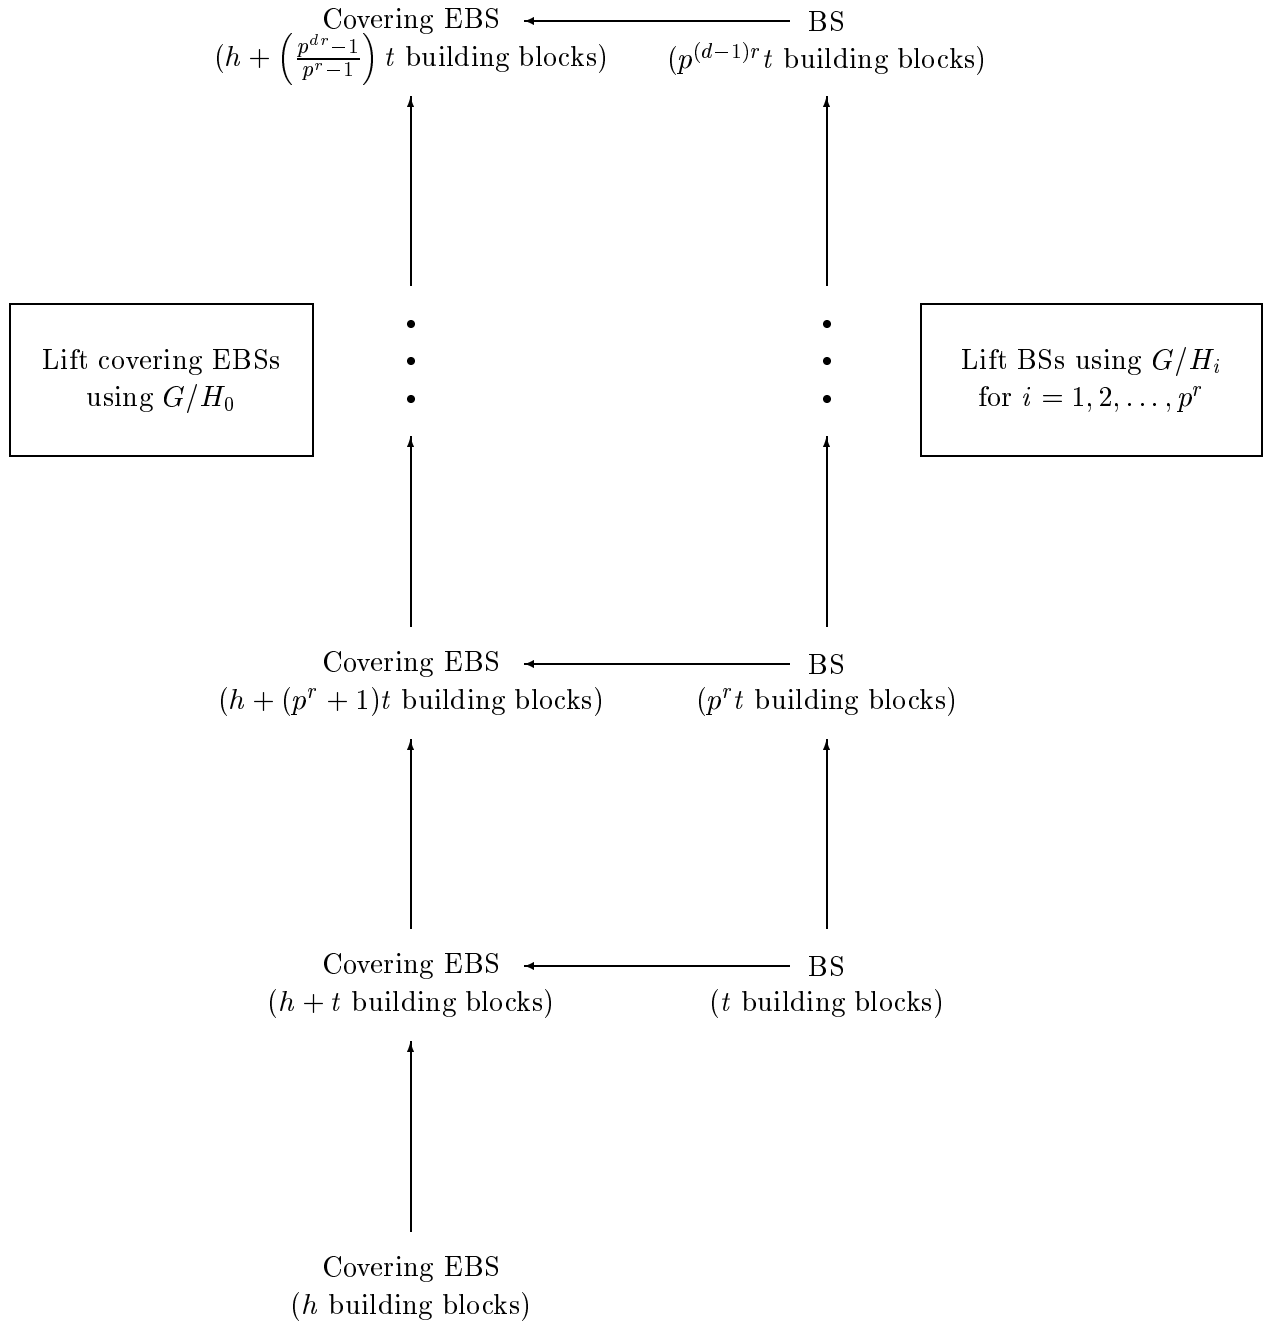 Covering EBS
BS
(h + (p^{dr}−1 / p^r−1) t building blocks)
(p^{(d−1)r}t building blocks)
Lift covering EBSs
using G/H_0
Lift BSs using G/H_i
for i = 1, 2, . . . , p^r
Covering EBS
BS
(h + (p^r + 1)t building blocks)
(p^r t building blocks)
Covering EBS
BS
(h + t building blocks)
(t building blocks)
Covering EBS
(h building blocks)